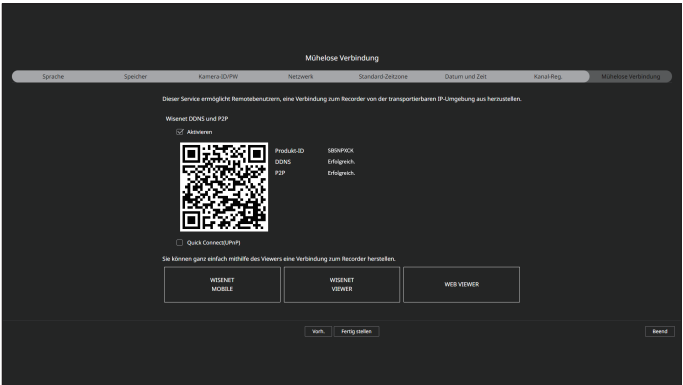 Mühelose Verbindung
Sprache Speicher Kamera-ID/PW Netzwerk Standard-Zeitzone Datum und Zeit Kanal-Reg. Mühelose Verbindung
Dieser Service ermöglicht Remotebenutzern, eine Verbindung zum Recorder von der transportierbaren IP-Umgebung aus herzustellen.
Wisenet DDNS und P2P
Aktivieren
Produkt-ID SBSNPXCK
DDNS Erfolgreich.
P2P Erfolgreich.
Quick Connect(UPnP)
Sie können ganz einfach mithilfe des Viewers eine Verbindung zum Recorder herstellen.
WISENET
MOBILE
WISENET
VIEWER
WEB VIEWER
Vorh. Fertig stellen Beend